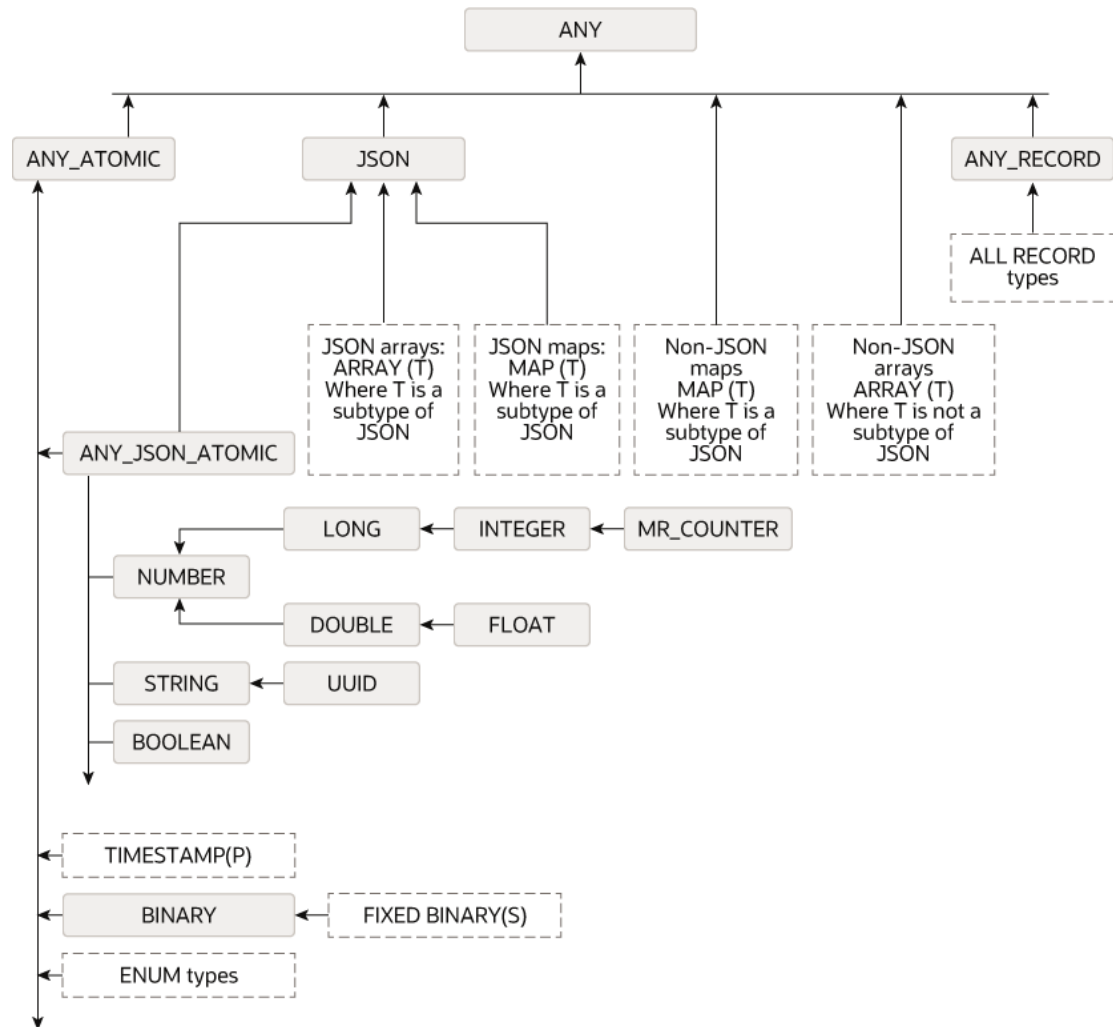 ANY
ANY_ATOMIC
JSON
ANY_RECORD
ALL RECORD
types
JSON arrays:
ARRAY (T)
Where T is a
subtype of
JSON
JSON maps:
MAP (T)
Where T is a
subtype of
JSON
Non-JSON
maps
MAP (T)
Where T is a
subtype of
JSON
Non-JSON
arrays
ARRAY (T)
Where T is not a
subtype of
JSON
ANY_JSON_ATOMIC
LONG
INTEGER
MR_COUNTER
NUMBER
DOUBLE
FLOAT
STRING
UUID
BOOLEAN
TIMESTAMP(P)
BINARY
FIXED BINARY(S)
ENUM types